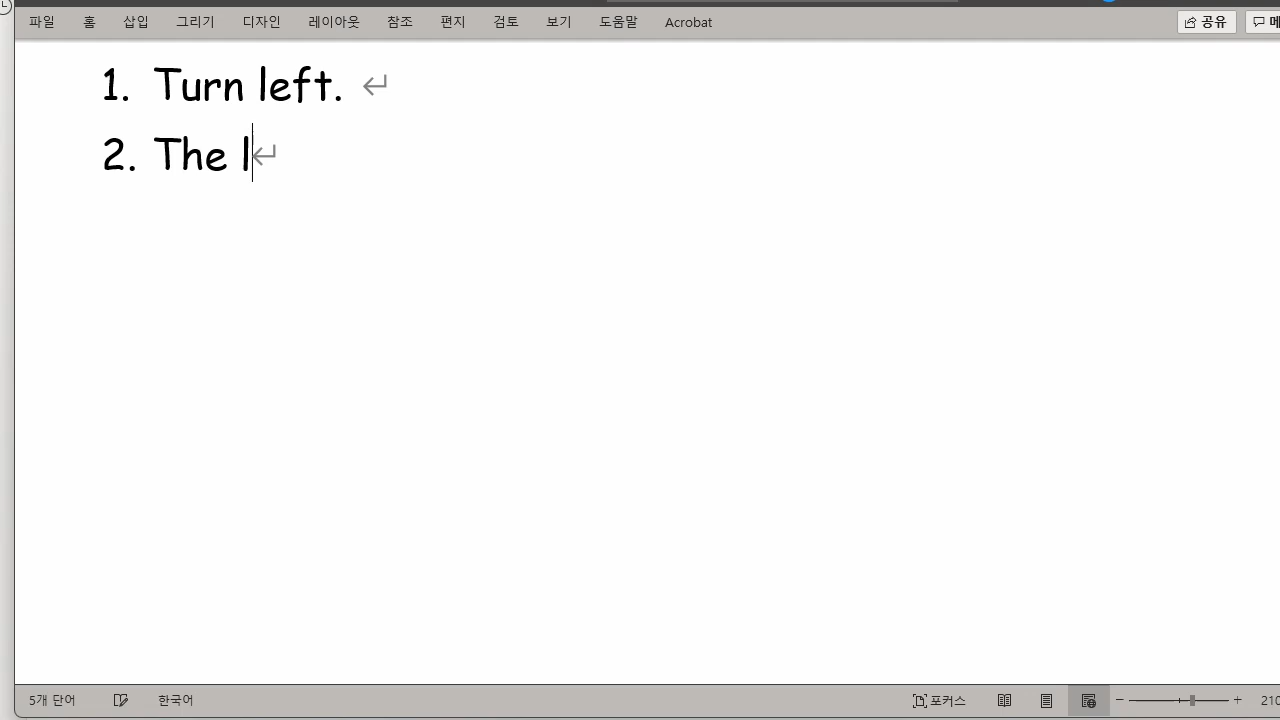 파일 홈 삽입 그리기 디자인 레이아웃 참조 편지 검토 보기 도움말 Acrobat 공유 메
1. Turn left.
2. The l
5개 단어 한국어 포커스 210